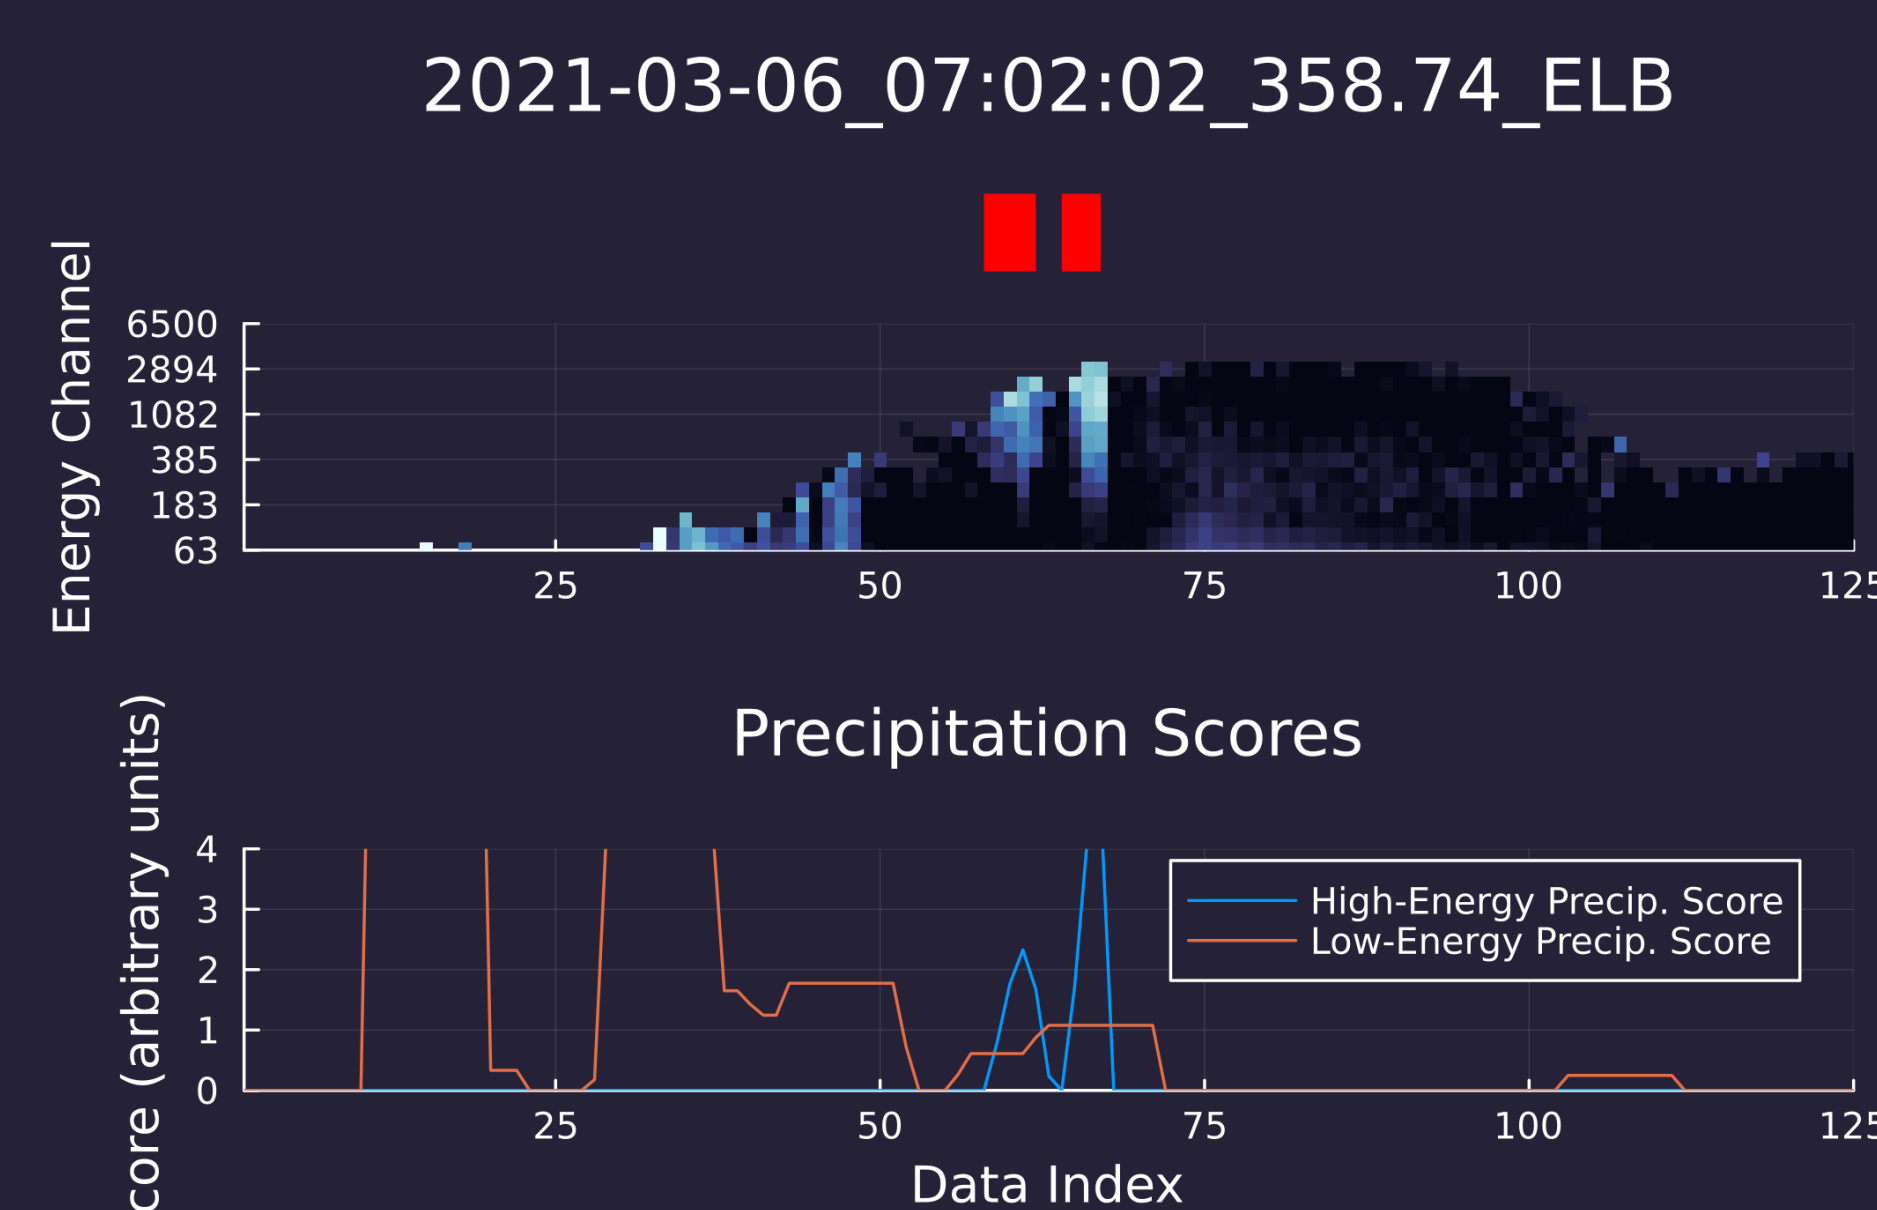 2021-03-06_07:02:02_358.74_ELB
Energy Channel
6500
2894
1082
385
183
63
25 50 75 100 125
Precipitation Scores
core (arbitrary units)
4
3
2
1
0
High-Energy Precip. Score
Low-Energy Precip. Score
25 50 75 100 125
Data Index